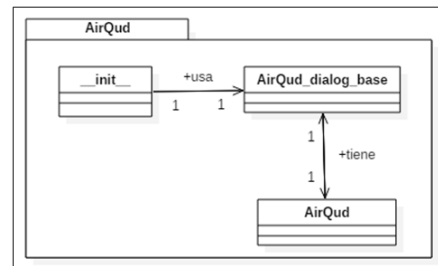 AirQud
__init__
+usa
AirQud_dialog_base
1
1
1
+tiene
1
AirQud